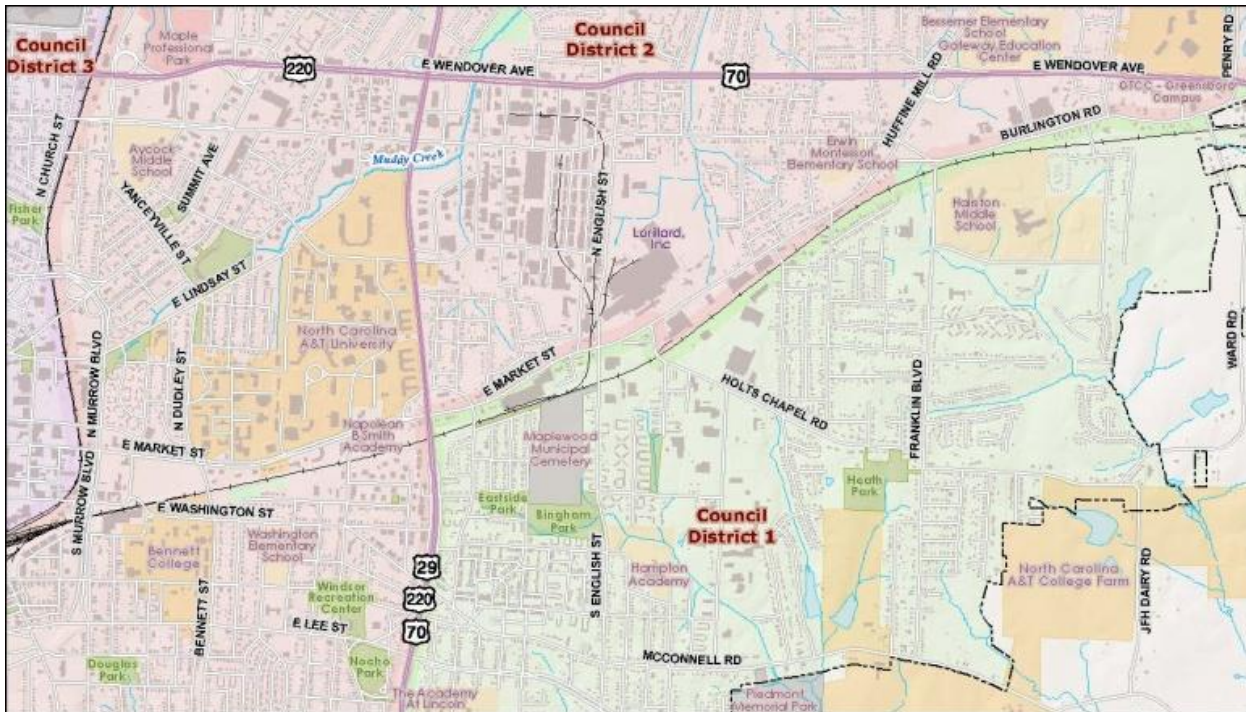 Council
District 3
Maple
Professional
Park
220
E WENDOVER AVE
Council
District 2
70
Bessemer Elementary
School
Gateway Education
Center
E WENDOVER AVE
PENRY RD
GTCC - Greensboro
Campus
HUFFINE MILL RD
BURLINGTON RD
N CHURCH ST
Aycock
Middle
School
SUMMIT AVE
YANCEYVILLE ST
Muddy Creek
Erwin
Montessori
Elementary School
Fisher
Park
N ENGLISH ST
Lorillard,
Inc
Hairston
Middle
School
E LINDSAY ST
North Carolina
A&T University
WARD RD
N MURROW BLVD
N DUDLEY ST
E MARKET ST
HOLTS CHAPEL RD
FRANKLIN BLVD
Napolean
B Smith
Academy
E MARKET ST
Maplewood
Municipal
Cemetery
S MURROW BLVD
E WASHINGTON ST
Eastside
Park
Bingham
Park
Heath
Park
Council
District 1
Bennett
College
Washington
Elementary
School
29
220
70
Hampton
Academy
North Carolina
A&T College Farm
JFH DAIRY RD
Windsor
Recreation
Center
E LEE ST
BENNETT ST
S ENGLISH ST
Douglas
Park
Nocho
Park
MCCONNELL RD
The Academy
At Lincoln
Piedmont
Memorial Park